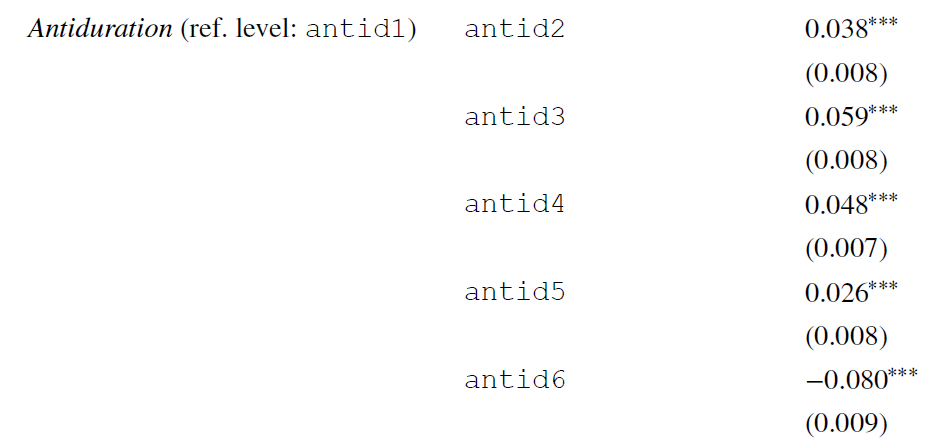 Antiduration (ref. level: antid1) antid2 0.038***
(0.008)
antid3 0.059***
(0.008)
antid4 0.048***
(0.007)
antid5 0.026***
(0.008)
antid6 −0.080***
(0.009)